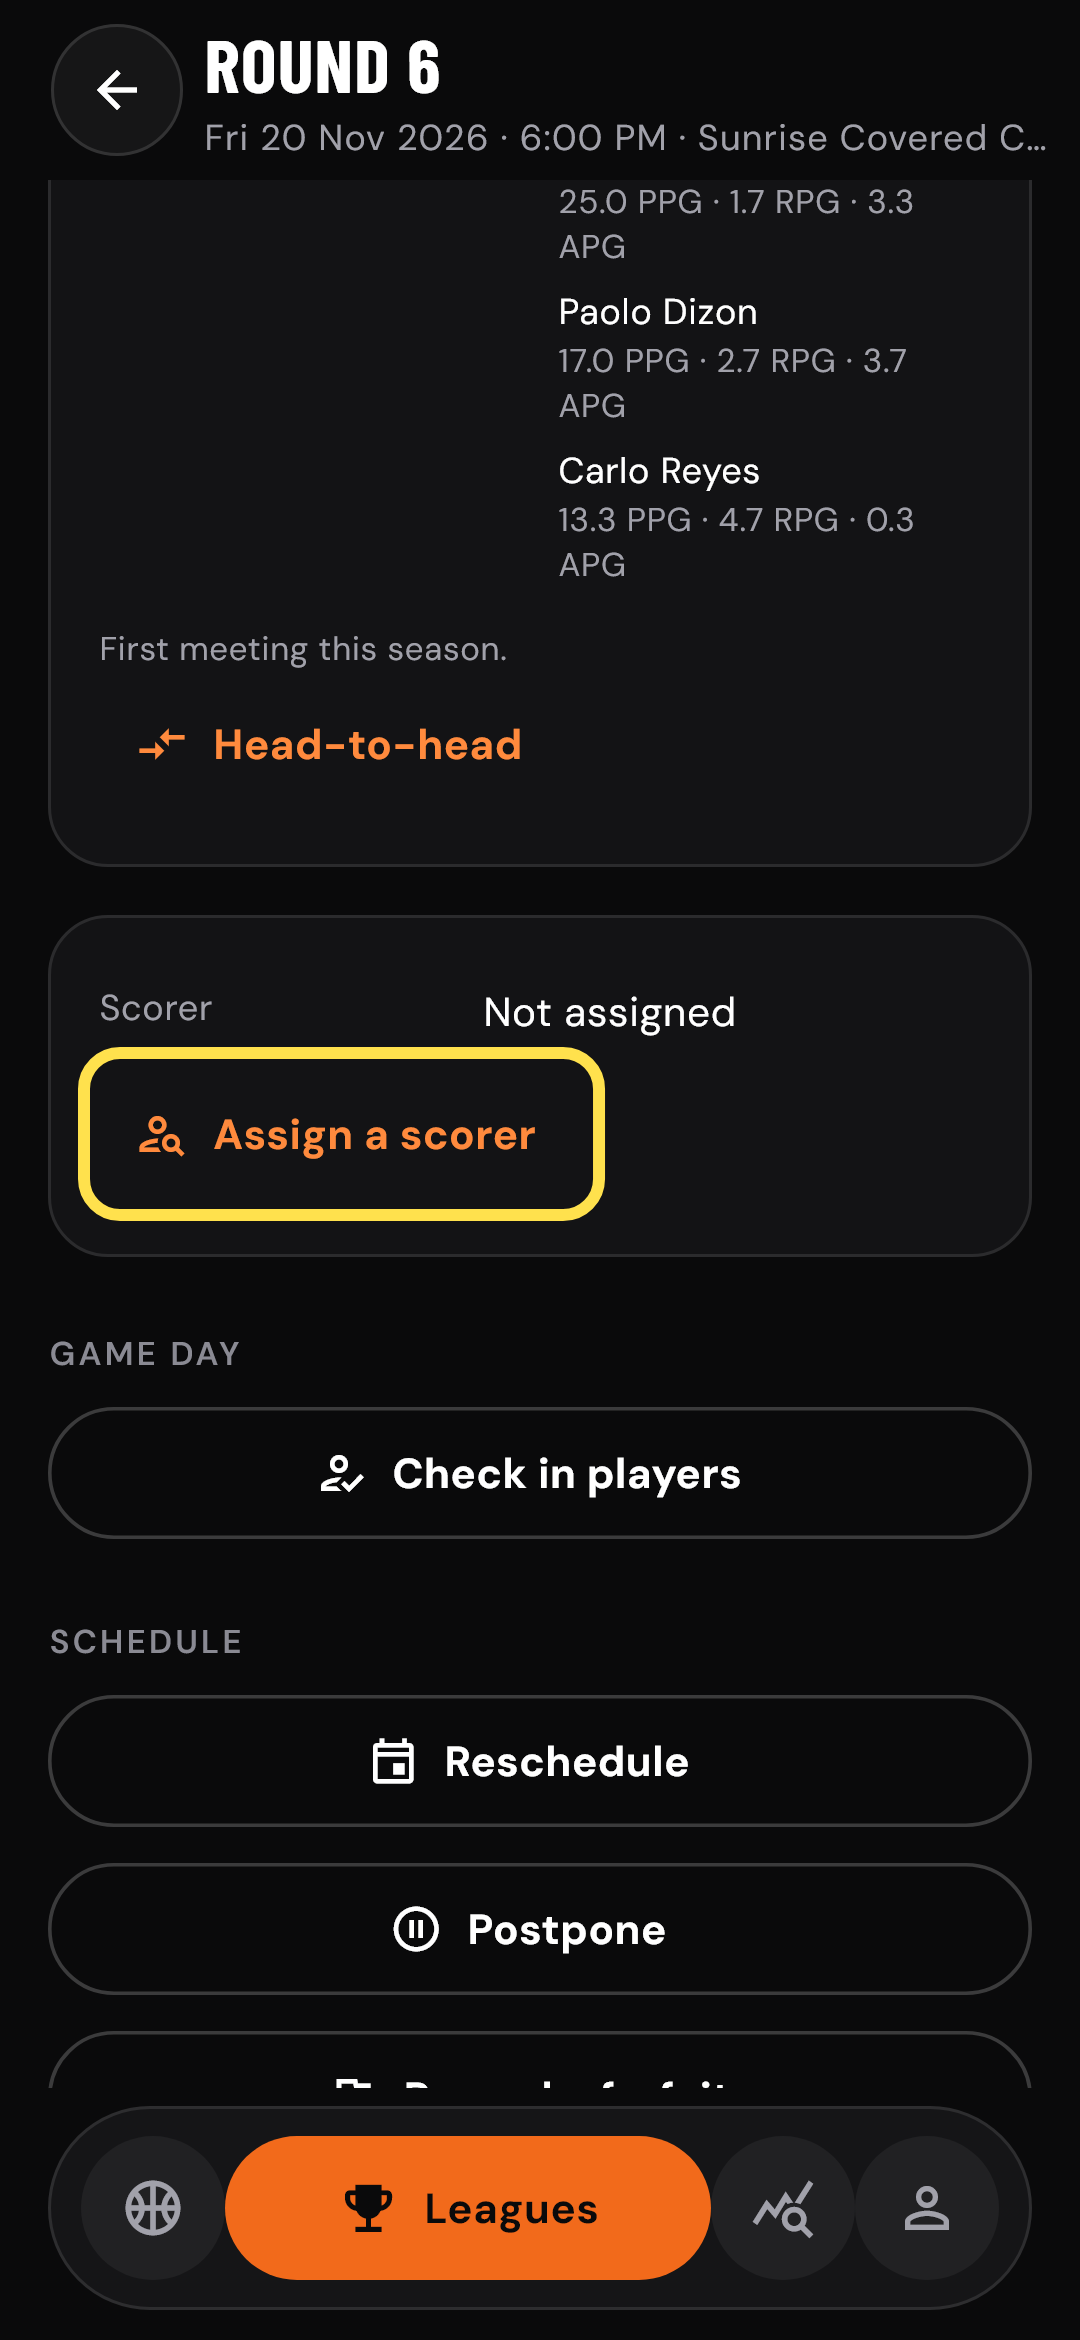 ROUND 6
Fri 20 Nov 2026 · 6:00 PM · Sunrise Covered C...
25.0 PPG · 1.7 RPG · 3.3
APG
Paolo Dizon
17.0 PPG · 2.7 RPG · 3.7
APG
Carlo Reyes
13.3 PPG · 4.7 RPG · 0.3
APG
First meeting this season.
Head-to-head
Scorer
Not assigned
Assign a scorer
GAME DAY
Check in players
SCHEDULE
Reschedule
Postpone
Leagues